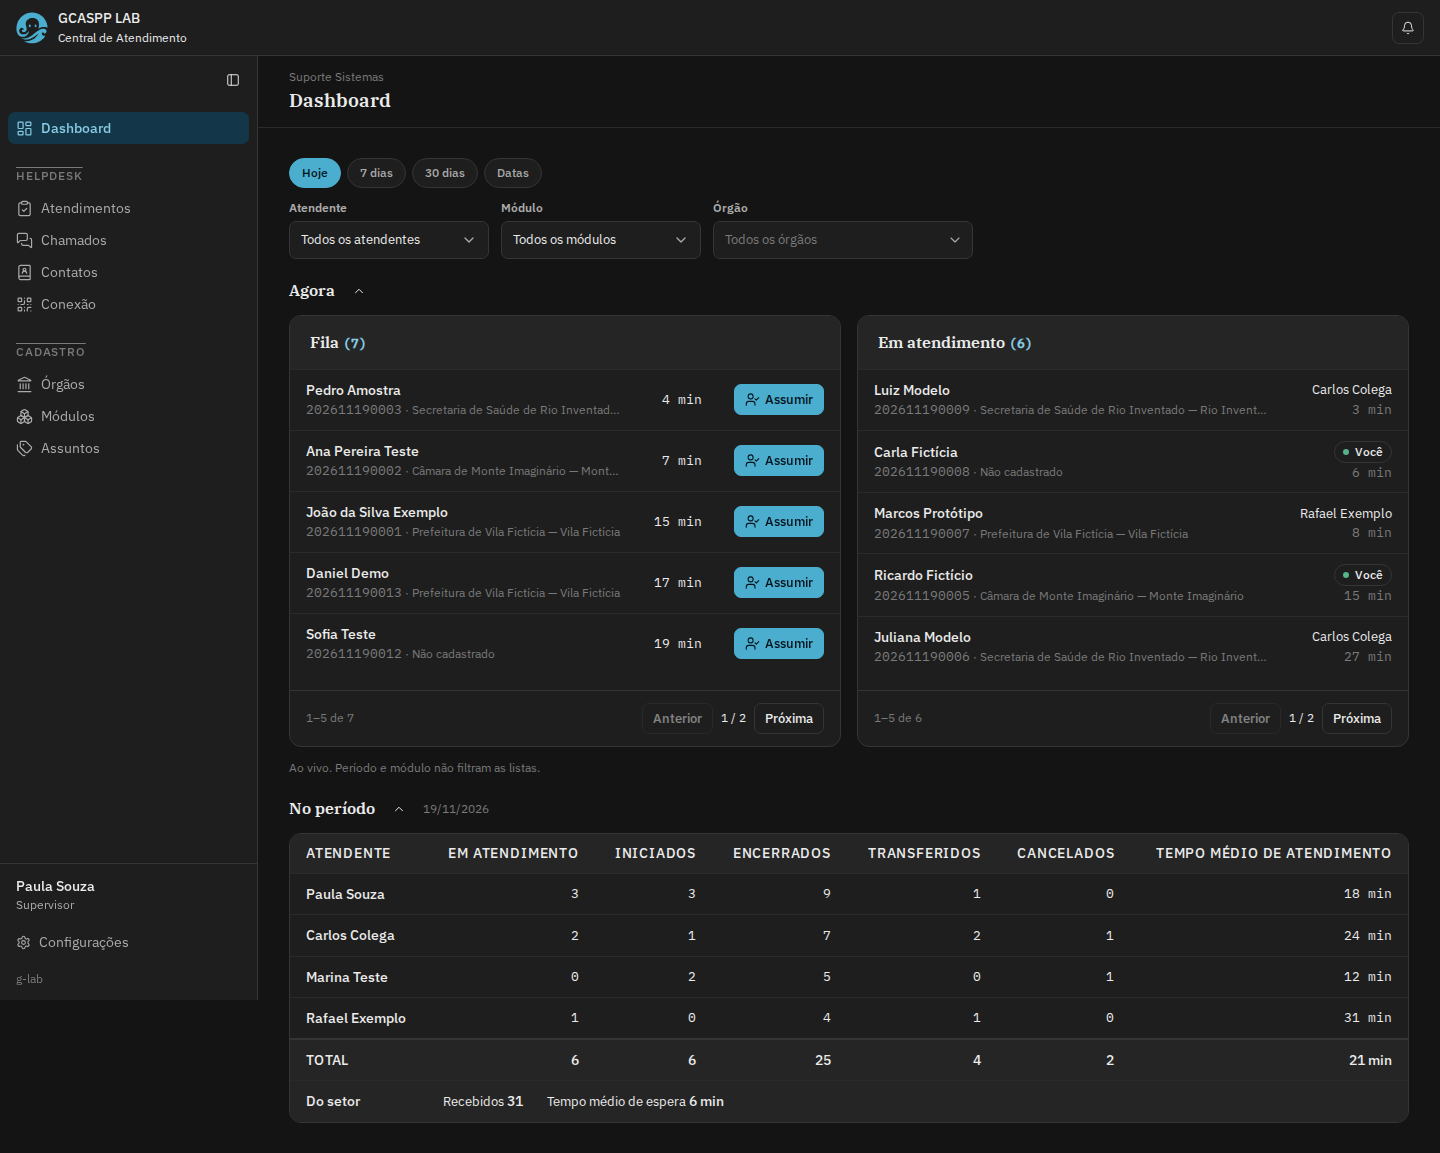 GCASPP LAB
Central de Atendimento
Dashboard
HELPDESK
Atendimentos
Chamados
Contatos
Conexão
CADASTRO
Órgãos
Módulos
Assuntos
Paula Souza
Supervisor
Configurações
g-lab
Suporte Sistemas
Dashboard
Hoje 7 dias 30 dias Datas
Atendente Módulo Órgão
Todos os atendentes Todos os módulos Todos os órgãos
Agora
Fila (7)
Pedro Amostra
202611190003 · Secretaria de Saúde de Rio Inventad...
4 min
Assumir
Ana Pereira Teste
202611190002 · Câmara de Monte Imaginário — Mont...
7 min
Assumir
João da Silva Exemplo
202611190001 · Prefeitura de Vila Fictícia — Vila Fictícia
15 min
Assumir
Daniel Demo
202611190013 · Prefeitura de Vila Fictícia — Vila Fictícia
17 min
Assumir
Sofia Teste
202611190012 · Não cadastrado
19 min
Assumir
1–5 de 7 Anterior 1 / 2 Próxima
Em atendimento (6)
Luiz Modelo Carlos Colega
202611190009 · Secretaria de Saúde de Rio Inventado — Rio Invent... 3 min
Carla Fictícia Você
202611190008 · Não cadastrado 6 min
Marcos Protótipo Rafael Exemplo
202611190007 · Prefeitura de Vila Fictícia — Vila Fictícia 8 min
Ricardo Fictício Você
202611190005 · Câmara de Monte Imaginário — Monte Imaginário 15 min
Juliana Modelo Carlos Colega
202611190006 · Secretaria de Saúde de Rio Inventado — Rio Invent... 27 min
1–5 de 6 Anterior 1 / 2 Próxima
Ao vivo. Período e módulo não filtram as listas.
No período 19/11/2026
ATENDENTE EM ATENDIMENTO INICIADOS ENCERRADOS TRANSFERIDOS CANCELADOS TEMPO MÉDIO DE ATENDIMENTO
Paula Souza 3 3 9 1 0 18 min
Carlos Colega 2 1 7 2 1 24 min
Marina Teste 0 2 5 0 1 12 min
Rafael Exemplo 1 0 4 1 0 31 min
TOTAL 6 6 25 4 2 21 min
Do setor Recebidos 31 Tempo médio de espera 6 min